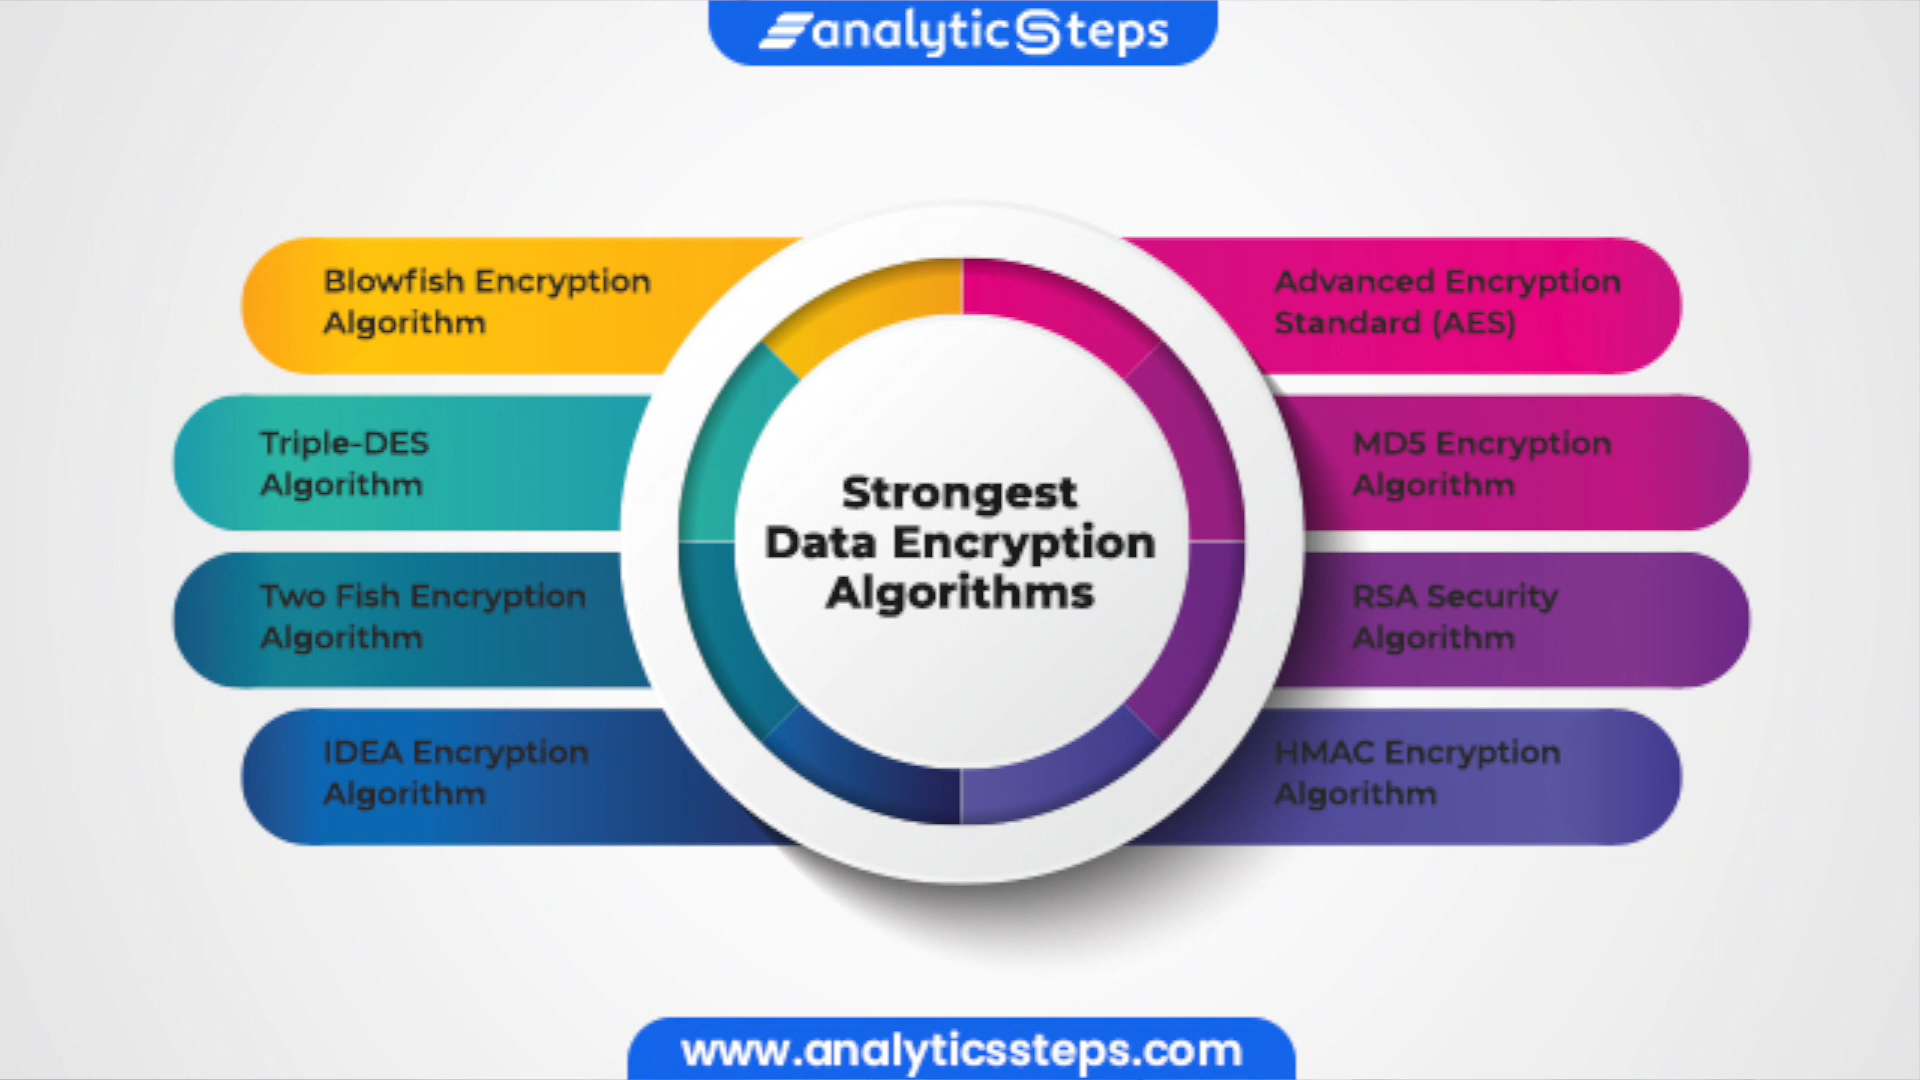 analyticSteps
Blowfish Encryption
Algorithm
Triple-DES
Algorithm
Two Fish Encryption
Algorithm
IDEA Encryption
Algorithm
Strongest
Data Encryption
Algorithms
Advanced Encryption
Standard (AES)
MD5 Encryption
Algorithm
RSA Security
Algorithm
HMAC Encryption
Algorithm
www.analyticssteps.com